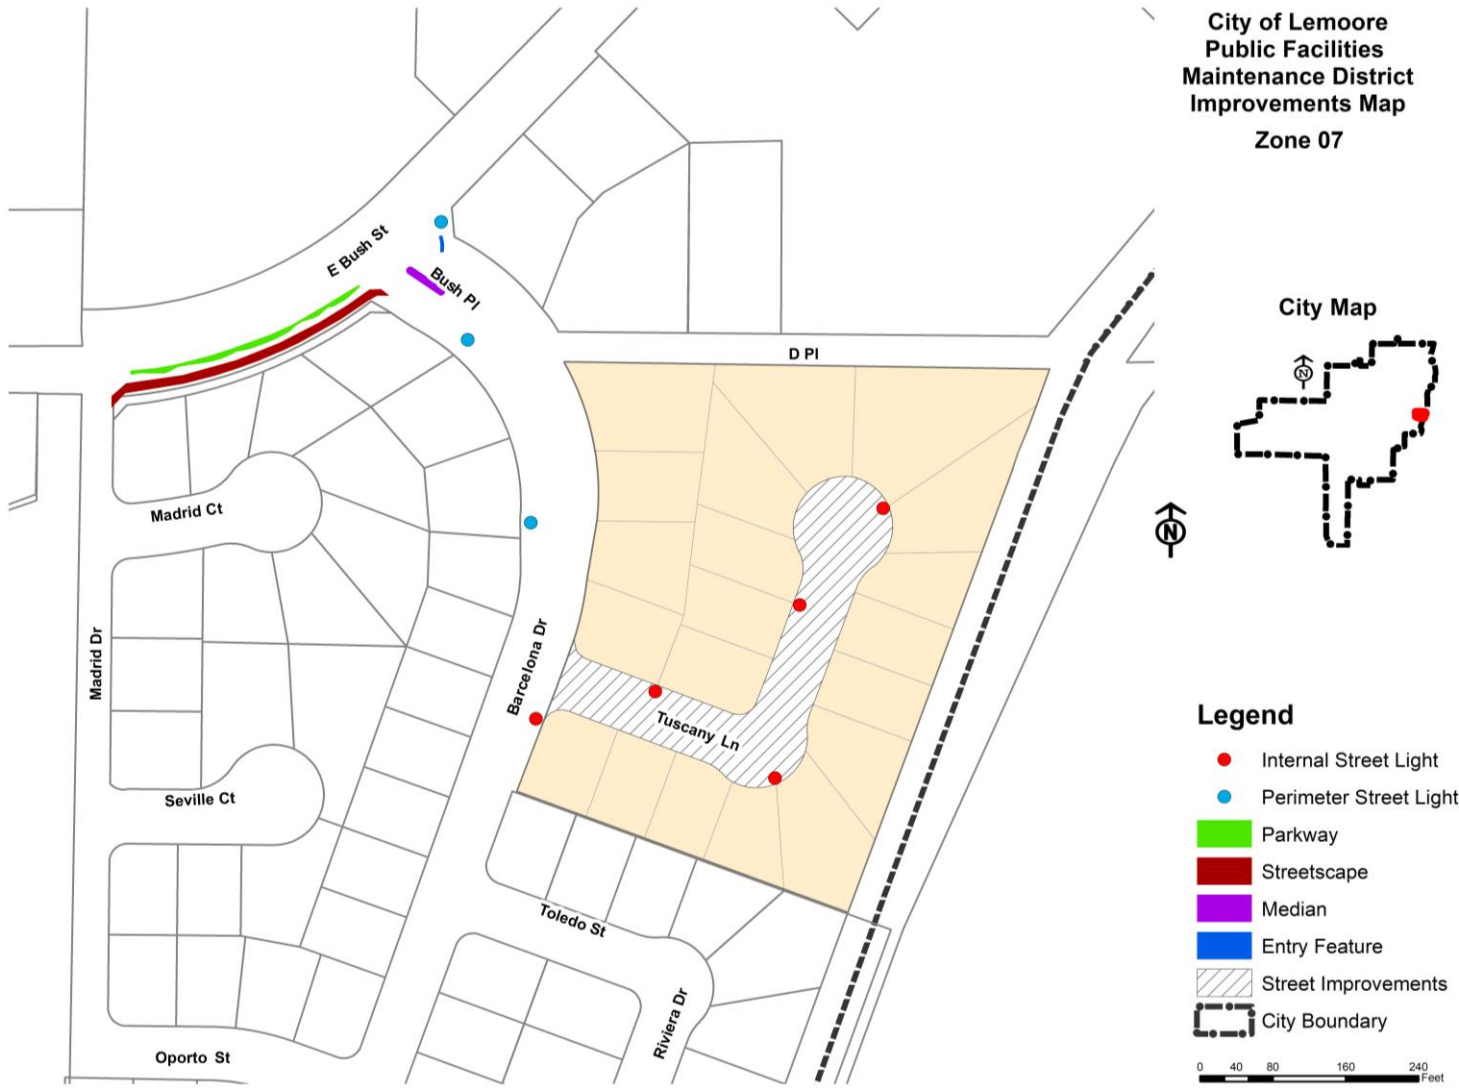 City of Lemoore
Public Facilities
Maintenance District
Improvements Map
Zone 07
E Bush St
Bush Pl
D Pl
City Map
N
Madrid Ct
N
Madrid Dr
Barcelona Dr
Tuscany Ln
Seville Ct
Toledo St
Riviera Dr
Oporto St
Legend
Internal Street Light
Perimeter Street Light
Parkway
Streetscape
Median
Entry Feature
Street Improvements
City Boundary
0 40 80 160 240
Feet